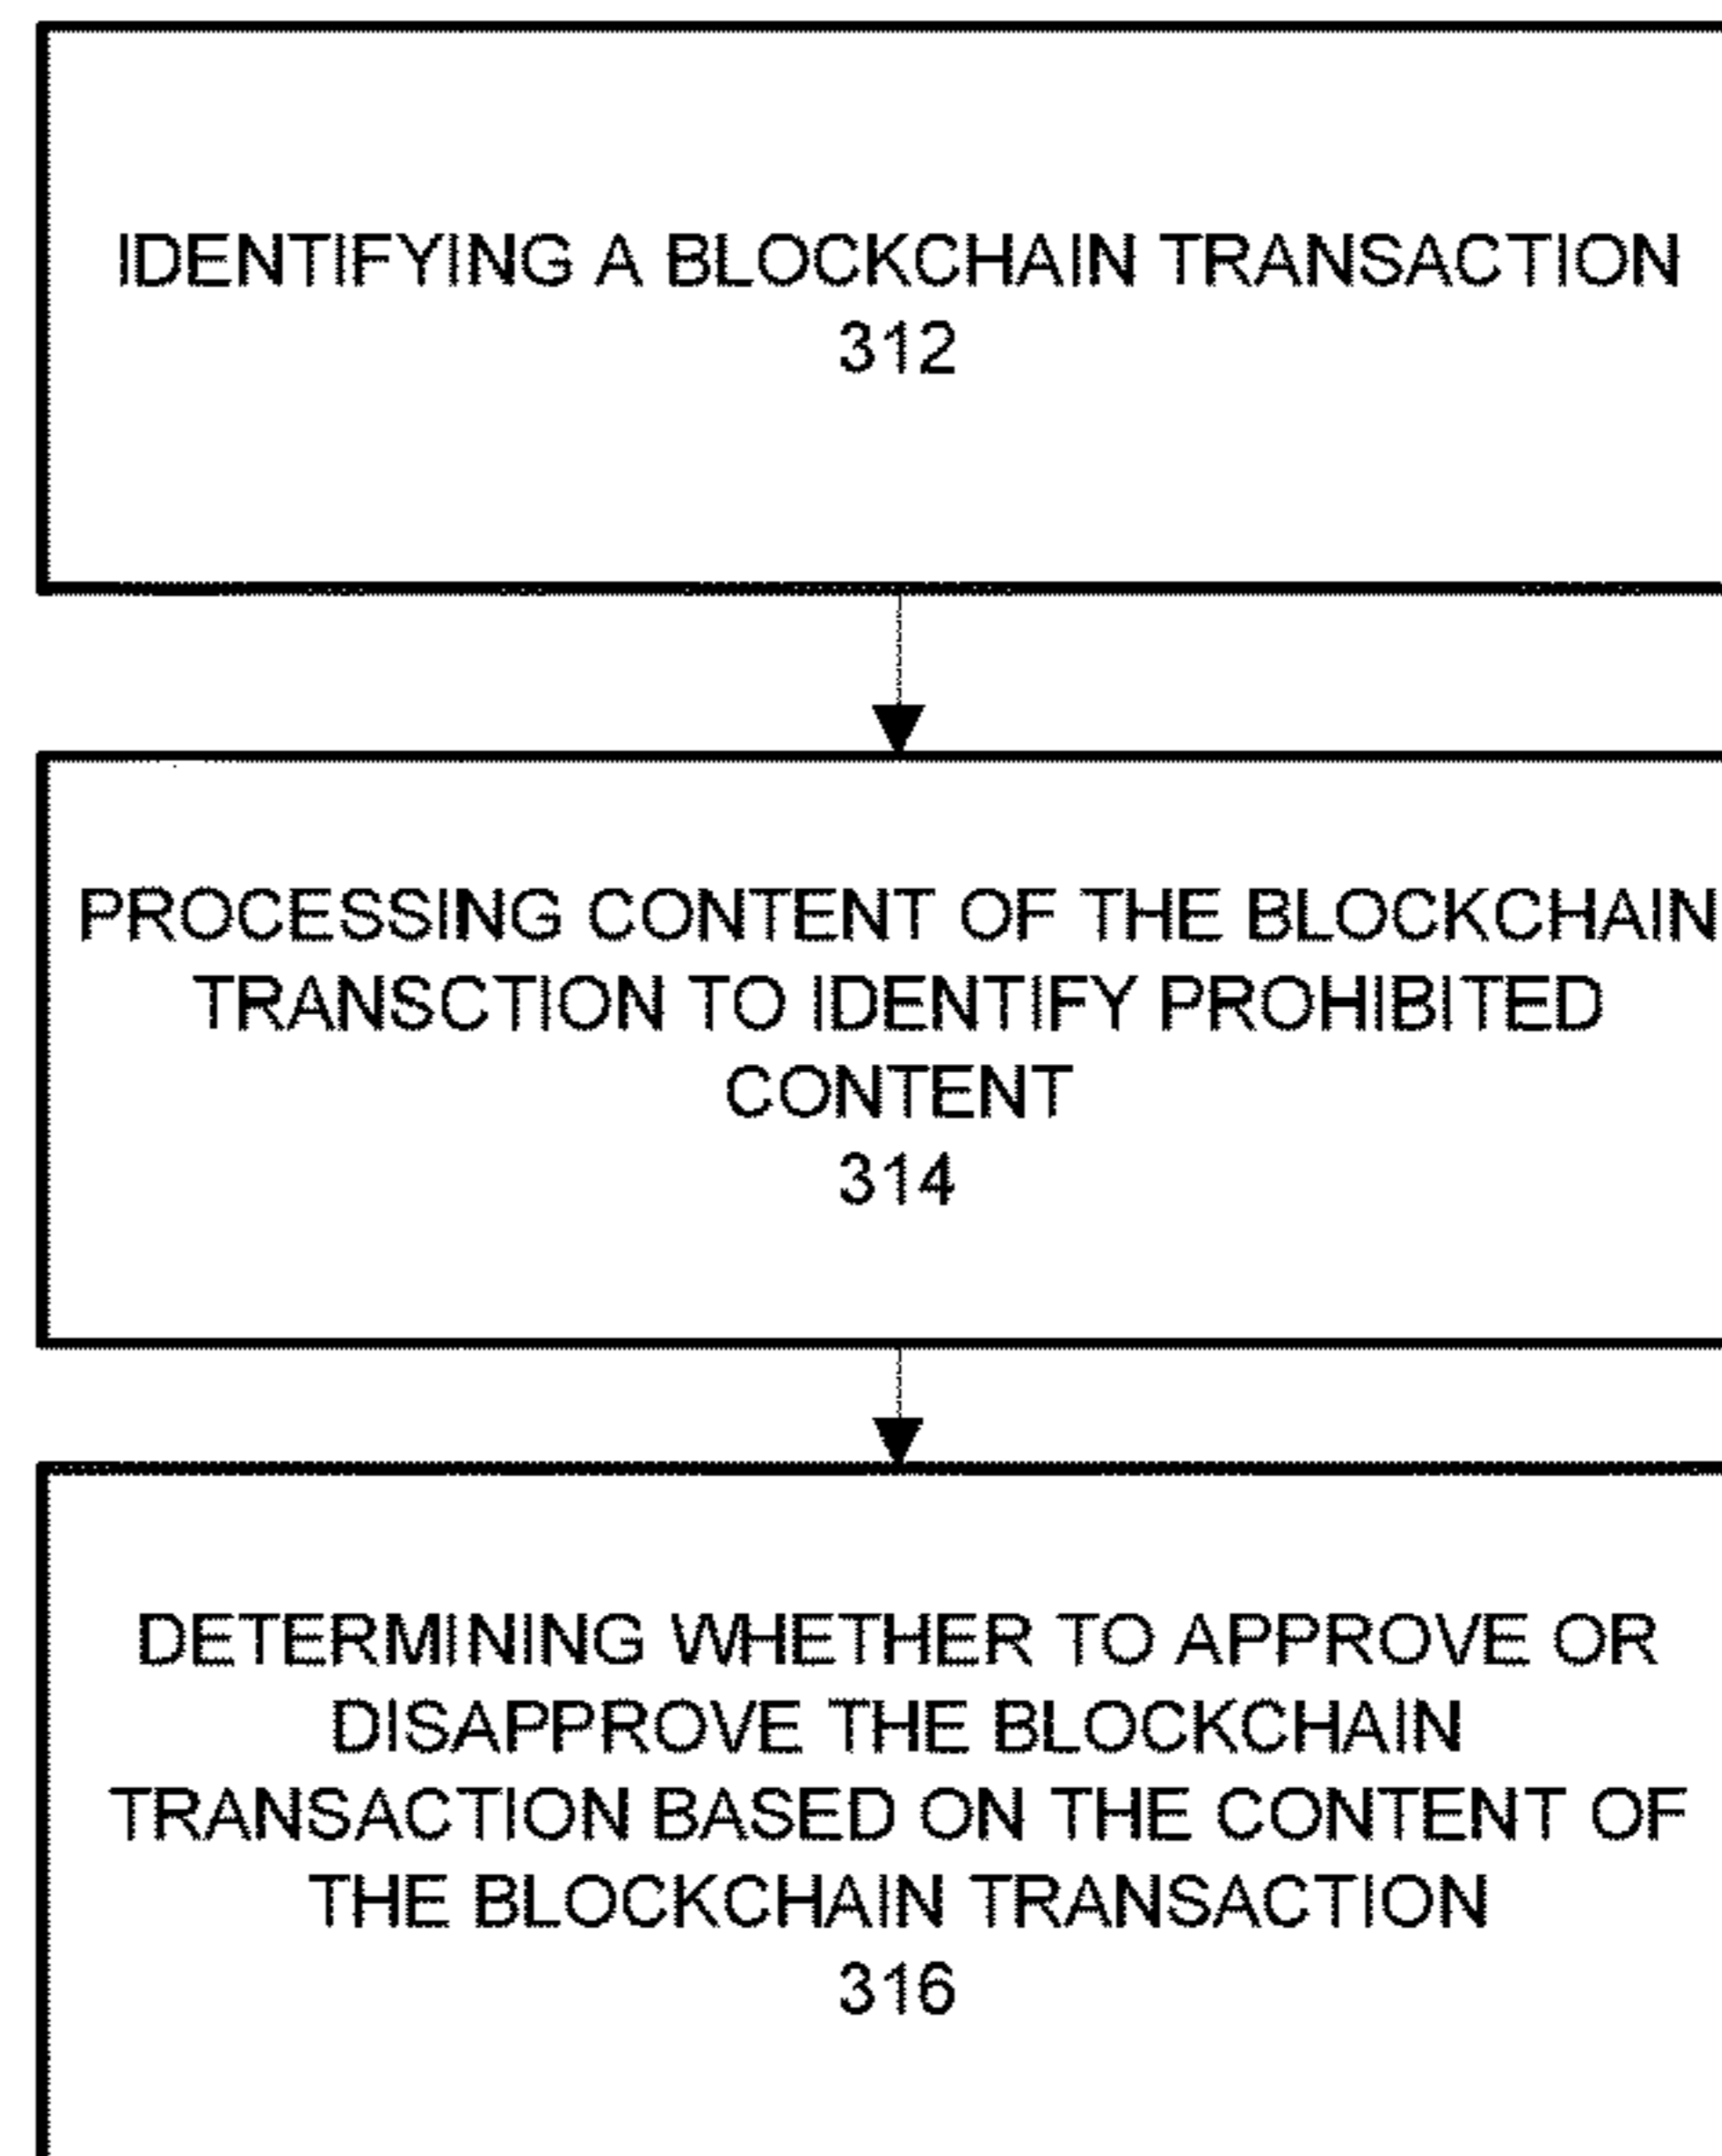 IDENTIFYING A BLOCKCHAIN TRANSACTION
312
PROCESSING CONTENT OF THE BLOCKCHAIN
TRANSCTION TO IDENTIFY PROHIBITED
CONTENT
314
DETERMINING WHETHER TO APPROVE OR
DISAPPROVE THE BLOCKCHAIN
TRANSACTION BASED ON THE CONTENT OF
THE BLOCKCHAIN TRANSACTION
316